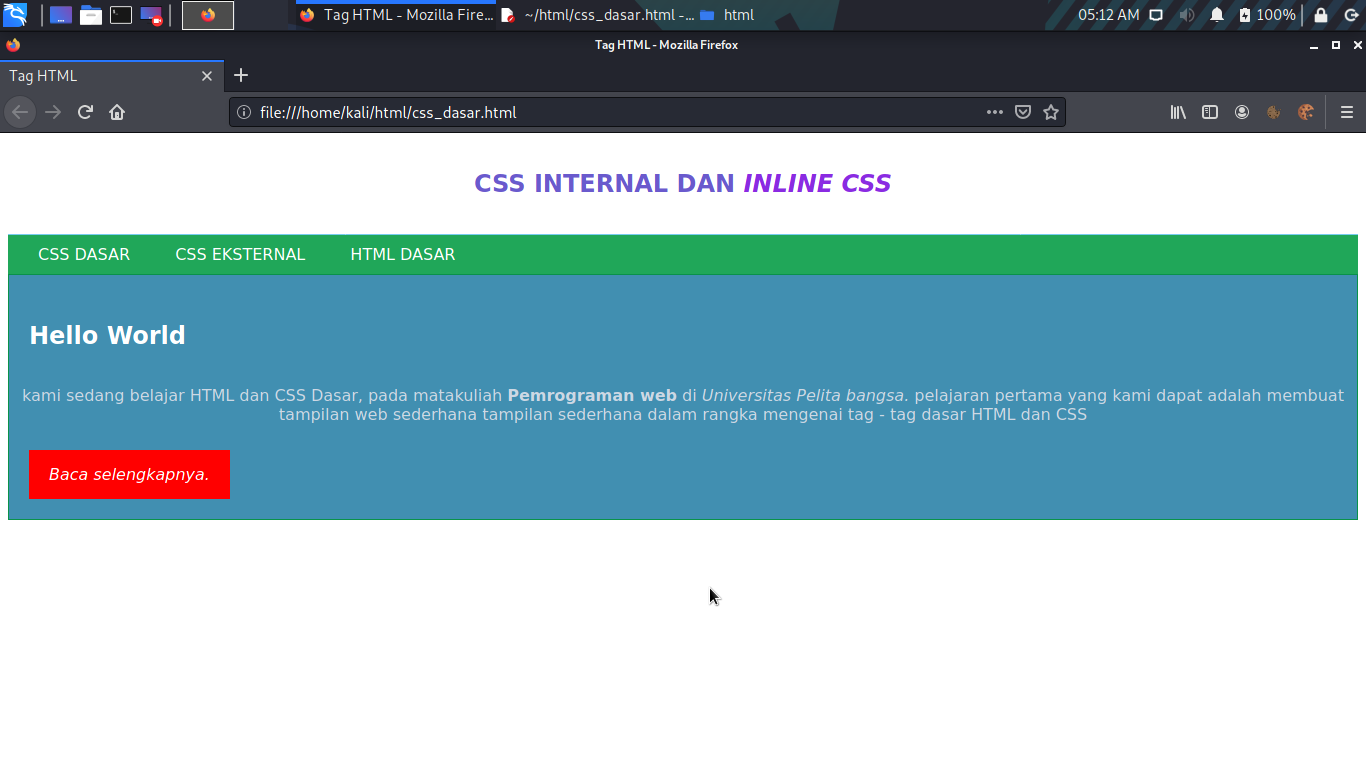 Tag HTML - Mozilla Fire...
~/html/css_dasar.html -...
html
05:12 AM
100%
Tag HTML - Mozilla Firefox
Tag HTML
file:///home/kali/html/css_dasar.html
CSS INTERNAL DAN INLINE CSS
CSS DASAR
CSS EKSTERNAL
HTML DASAR
Hello World
kami sedang belajar HTML dan CSS Dasar, pada matakuliah Pemrograman web di Universitas Pelita bangsa. pelajaran pertama yang kami dapat adalah membuat
tampilan web sederhana tampilan sederhana dalam rangka mengenai tag - tag dasar HTML dan CSS
Baca selengkapnya.